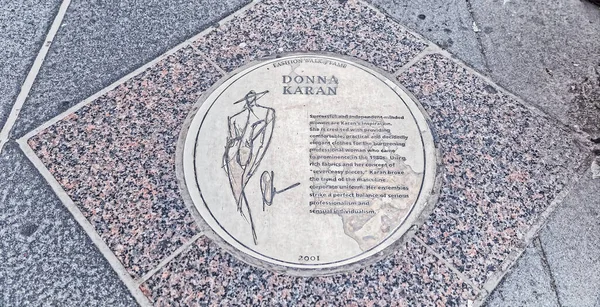 FASHION WALK OF FAME
DONNA
KARAN
Successful and independent-minded
women are Karan's inspiration.
She is credited with providing
comfortable, practical and decidedly
elegant clothes for the burgeoning
professional woman who came
to prominence in the 1980s. Using
rich fabrics and her concept of
"seven easy pieces," Karan broke
the trend of the masculine
corporate uniform. Her ensembles
strike a perfect balance of serious
professionalism and
sensual individualism.
2001